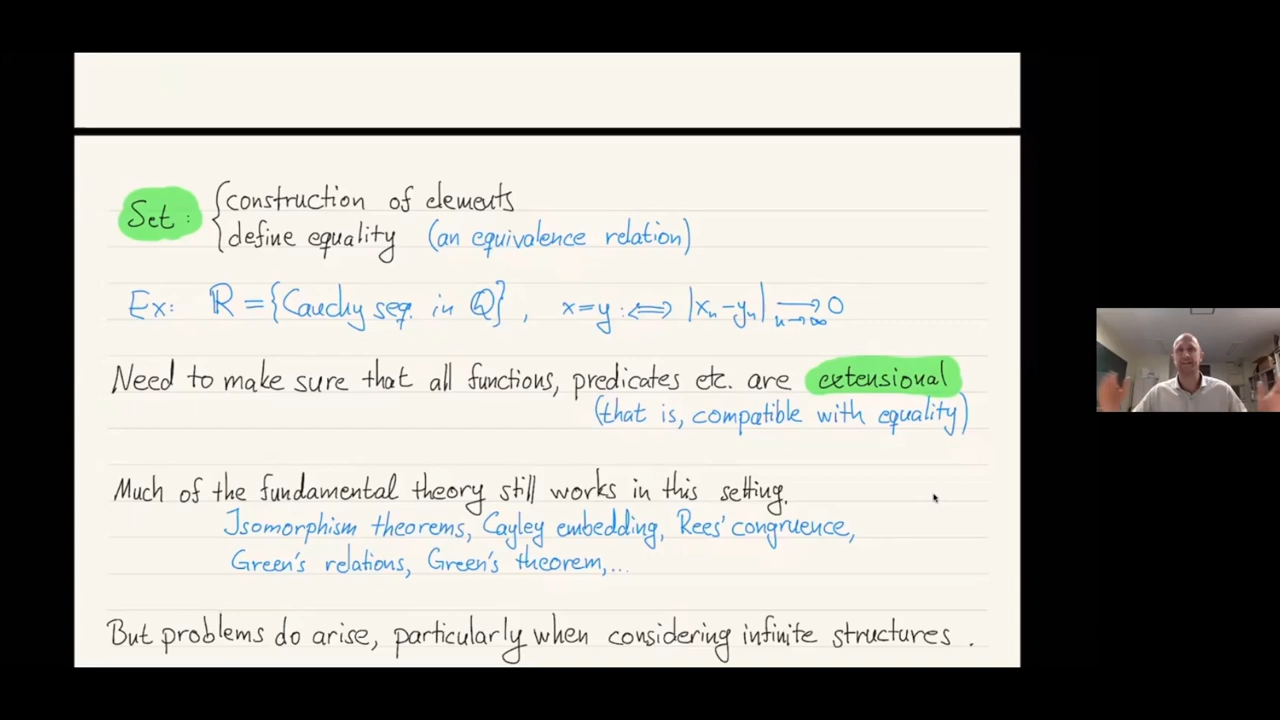 Set: {construction of elements
define equality (an equivalence relation)
Ex: ℝ = {Cauchy seq. in ℚ}, x=y :⟺ |xₙ-yₙ| ⟶ 0
n→∞
Need to make sure that all functions, predicates etc. are extensional
(that is, compatible with equality)
Much of the fundamental theory still works in this setting.
Isomorphism theorems, Cayley embedding, Rees' congruence,
Green's relations, Green's theorem,...
But problems do arise, particularly when considering infinite structures.